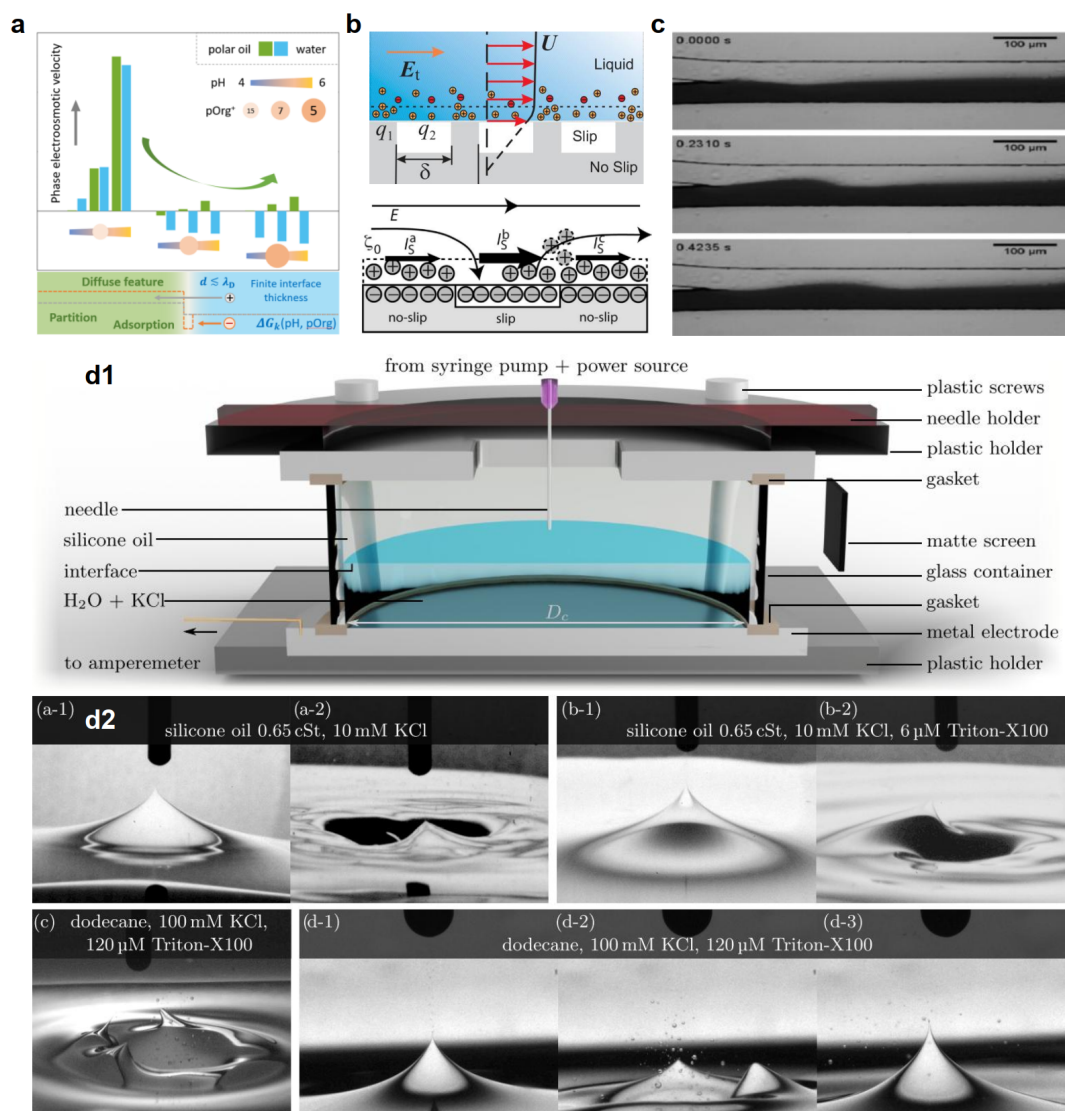 a
polar oil
water
pH
4
6
pOrg⁺
15
7
5
Phase electroosmotic velocity
Diffuse feature
d ≲ λD
Finite interface
thickness
Partition
Adsorption
ΔGk(pH, pOrg)
b
U
Et
Liquid
q1
q2
Slip
δ
No Slip
E
ζ0
ISa
ISb
ISc
no-slip
slip
no-slip
c
0.0000 s
100 µm
0.2310 s
100 µm
0.4235 s
100 µm
d1
from syringe pump + power source
plastic screws
needle holder
plastic holder
gasket
needle
silicone oil
matte screen
interface
glass container
H2O + KCl
gasket
Dc
metal electrode
to amperemeter
plastic holder
d2
(a-1)
(a-2)
silicone oil 0.65 cSt, 10 mM KCl
(b-1)
(b-2)
silicone oil 0.65 cSt, 10 mM KCl, 6 µM Triton-X100
(c)
dodecane, 100 mM KCl,
120 µM Triton-X100
(d-1)
(d-2)
(d-3)
dodecane, 100 mM KCl, 120 µM Triton-X100